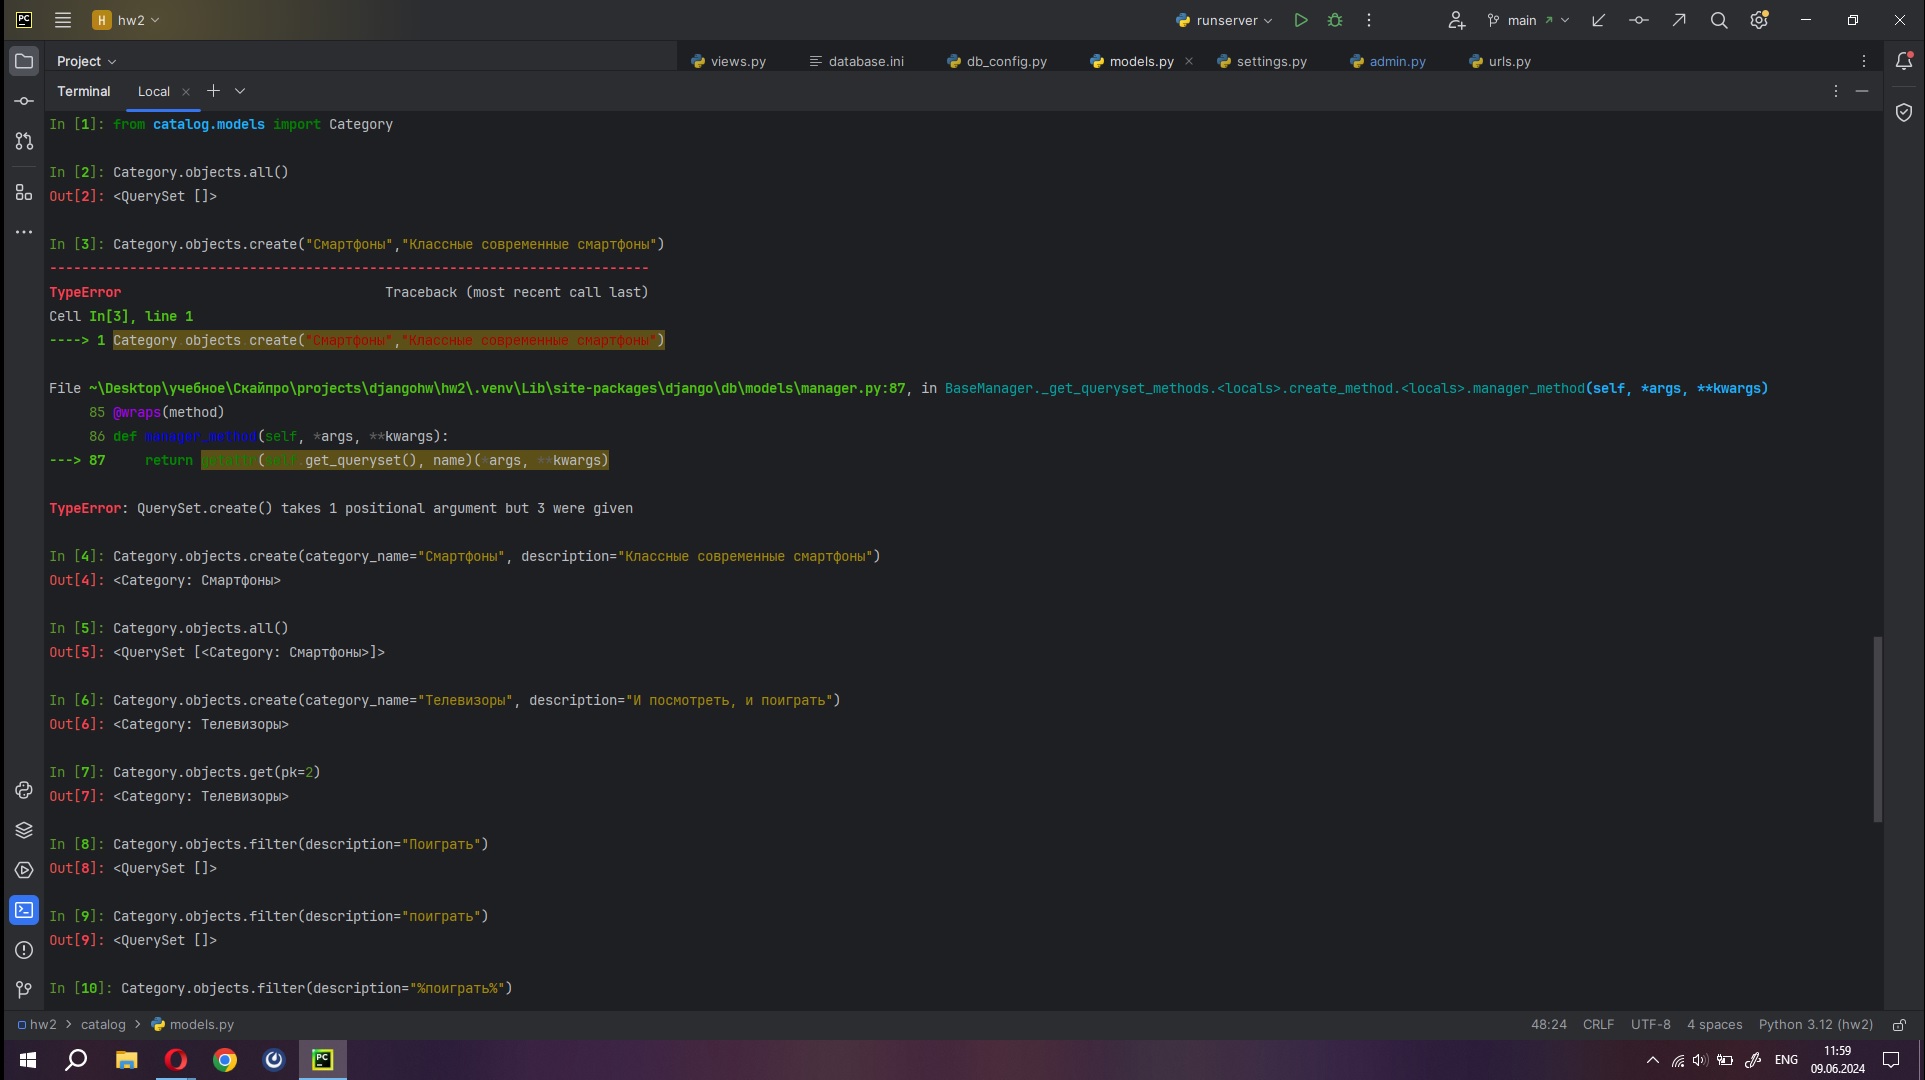 PC H hw2 runserver main
Project views.py database.ini db_config.py models.py settings.py admin.py urls.py
Terminal Local
In [1]: from catalog.models import Category
In [2]: Category.objects.all()
Out[2]: <QuerySet []>
In [3]: Category.objects.create("Смартфоны","Классные современные смартфоны")
---------------------------------------------------------------------------
TypeError Traceback (most recent call last)
Cell In[3], line 1
----> 1 Category.objects.create("Смартфоны","Классные современные смартфоны")
File ~\Desktop\учебное\Скайпро\projects\djangohw\hw2\.venv\Lib\site-packages\django\db\models\manager.py:87, in BaseManager._get_queryset_methods.<locals>.create_method.<locals>.manager_method(self, *args, **kwargs)
85 @wraps(method)
86 def manager_method(self, *args, **kwargs):
---> 87 return getattr(self.get_queryset(), name)(*args, **kwargs)
TypeError: QuerySet.create() takes 1 positional argument but 3 were given
In [4]: Category.objects.create(category_name="Смартфоны", description="Классные современные смартфоны")
Out[4]: <Category: Смартфоны>
In [5]: Category.objects.all()
Out[5]: <QuerySet [<Category: Смартфоны>]>
In [6]: Category.objects.create(category_name="Телевизоры", description="И посмотреть, и поиграть")
Out[6]: <Category: Телевизоры>
In [7]: Category.objects.get(pk=2)
Out[7]: <Category: Телевизоры>
In [8]: Category.objects.filter(description="Поиграть")
Out[8]: <QuerySet []>
In [9]: Category.objects.filter(description="поиграть")
Out[9]: <QuerySet []>
In [10]: Category.objects.filter(description="%поиграть%")
hw2 > catalog > models.py 48:24 CRLF UTF-8 4 spaces Python 3.12 (hw2)
PC ENG 11:59
09.06.2024